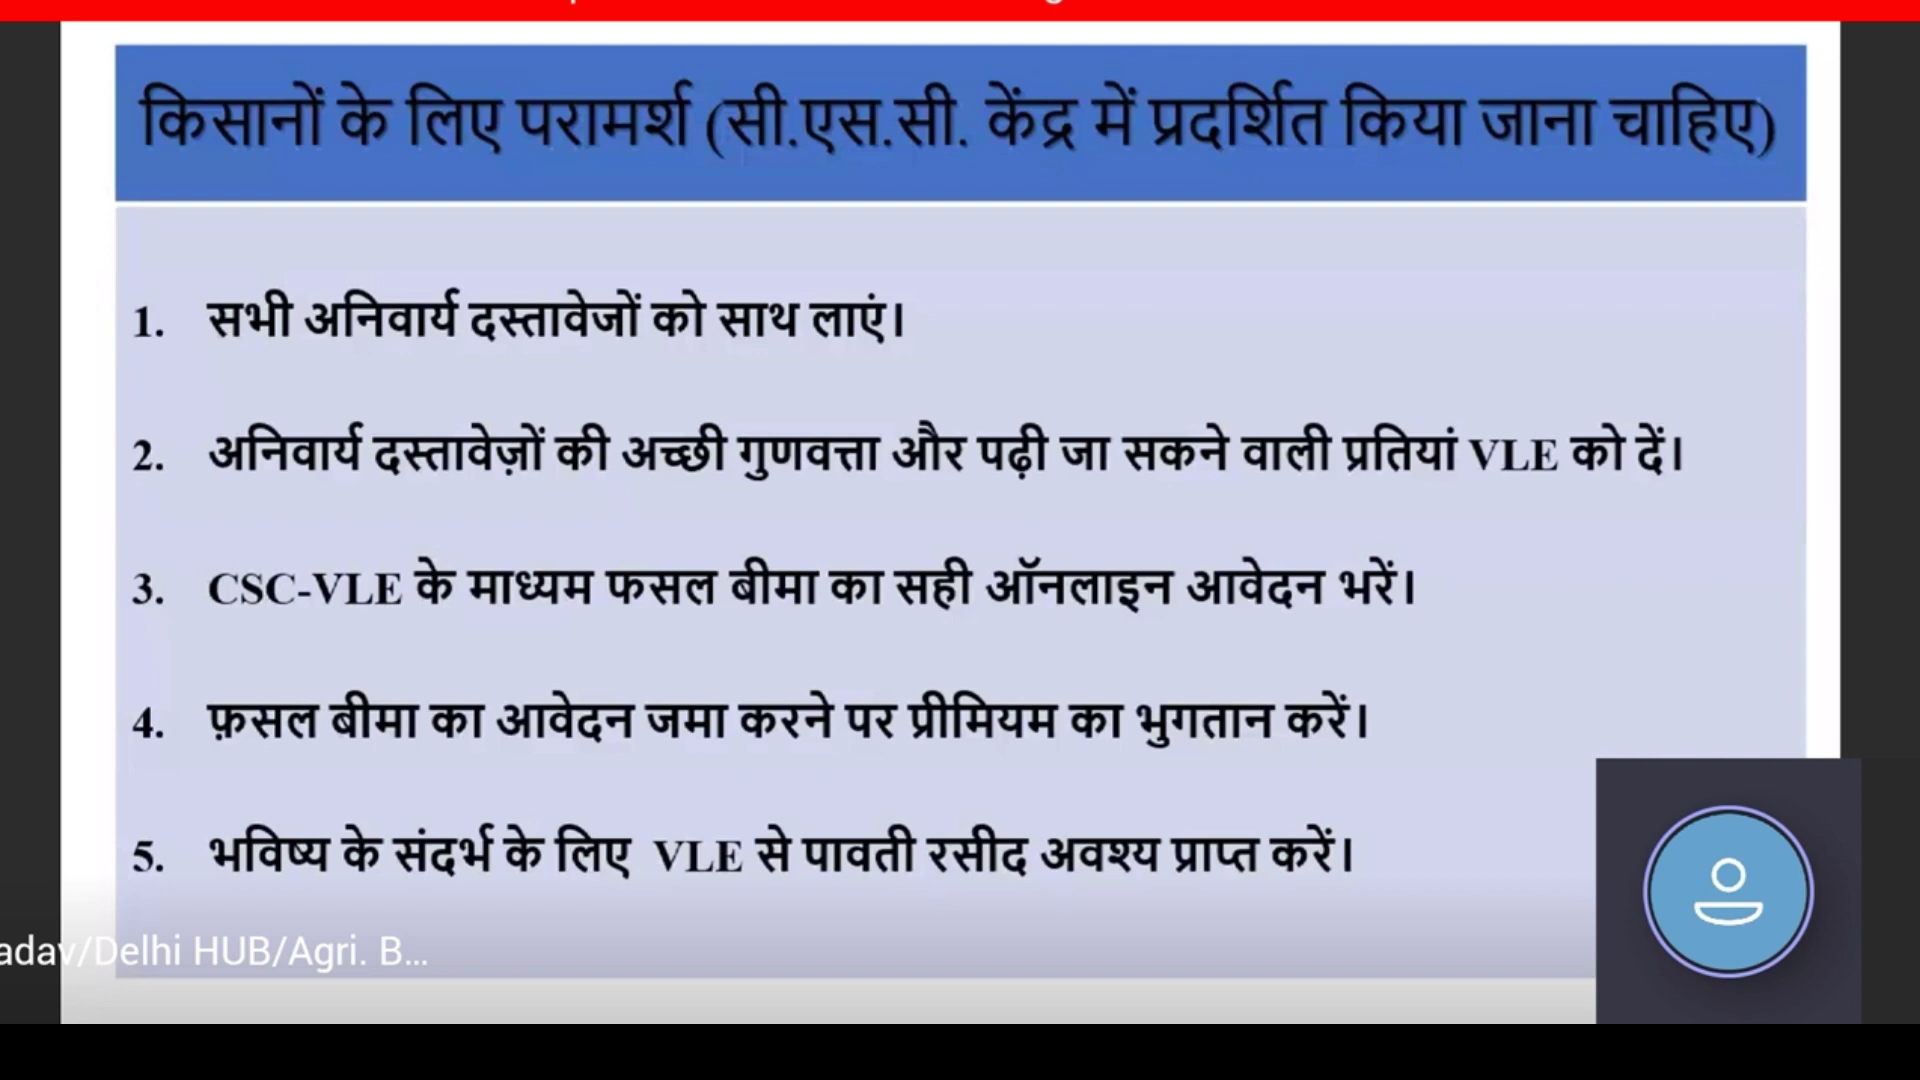 किसानों के लिए परामर्श (सी.एस.सी. केंद्र में प्रदर्शित किया जाना चाहिए)
1. सभी अनिवार्य दस्तावेजों को साथ लाएं।
2. अनिवार्य दस्तावेज़ों की अच्छी गुणवत्ता और पढ़ी जा सकने वाली प्रतियां VLE को दें।
3. CSC-VLE के माध्यम फसल बीमा का सही ऑनलाइन आवेदन भरें।
4. फ़सल बीमा का आवेदन जमा करने पर प्रीमियम का भुगतान करें।
5. भविष्य के संदर्भ के लिए VLE से पावती रसीद अवश्य प्राप्त करें।
adav/Delhi HUB/Agri. B...